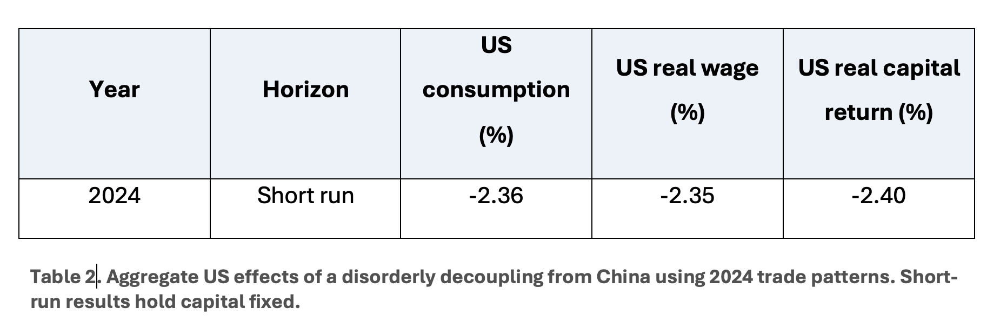 Year
Horizon
US
consumption
(%)
US real wage
(%)
US real capital
return (%)
2024
Short run
-2.36
-2.35
-2.40
Table 2. Aggregate US effects of a disorderly decoupling from China using 2024 trade patterns. Short-
run results hold capital fixed.